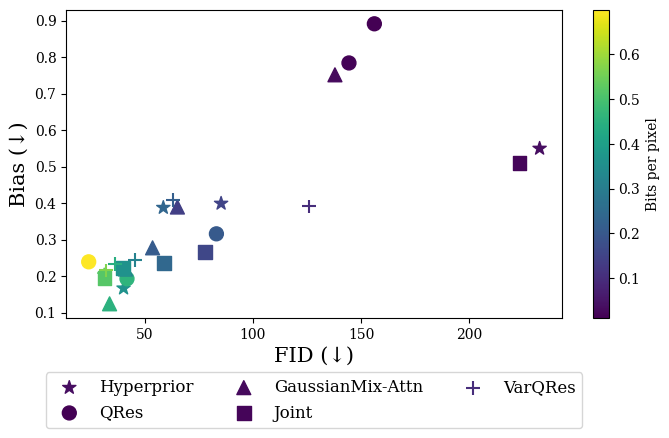 0.9
0.8
0.7
0.6
0.5
0.4
0.3
0.2
0.1
Bias (↓)
50
100
150
200
FID (↓)
0.6
0.5
0.4
0.3
0.2
0.1
Bits per pixel
Hyperprior
QRes
GaussianMix-Attn
Joint
VarQRes